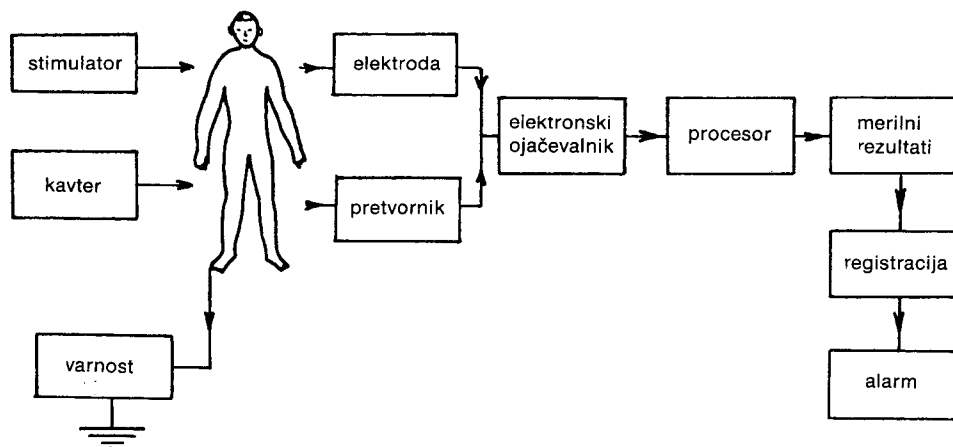 stimulator
elektroda
elektronski
ojačevalnik
procesor
merilni
rezultati
kavter
pretvornik
registracija
varnost
alarm